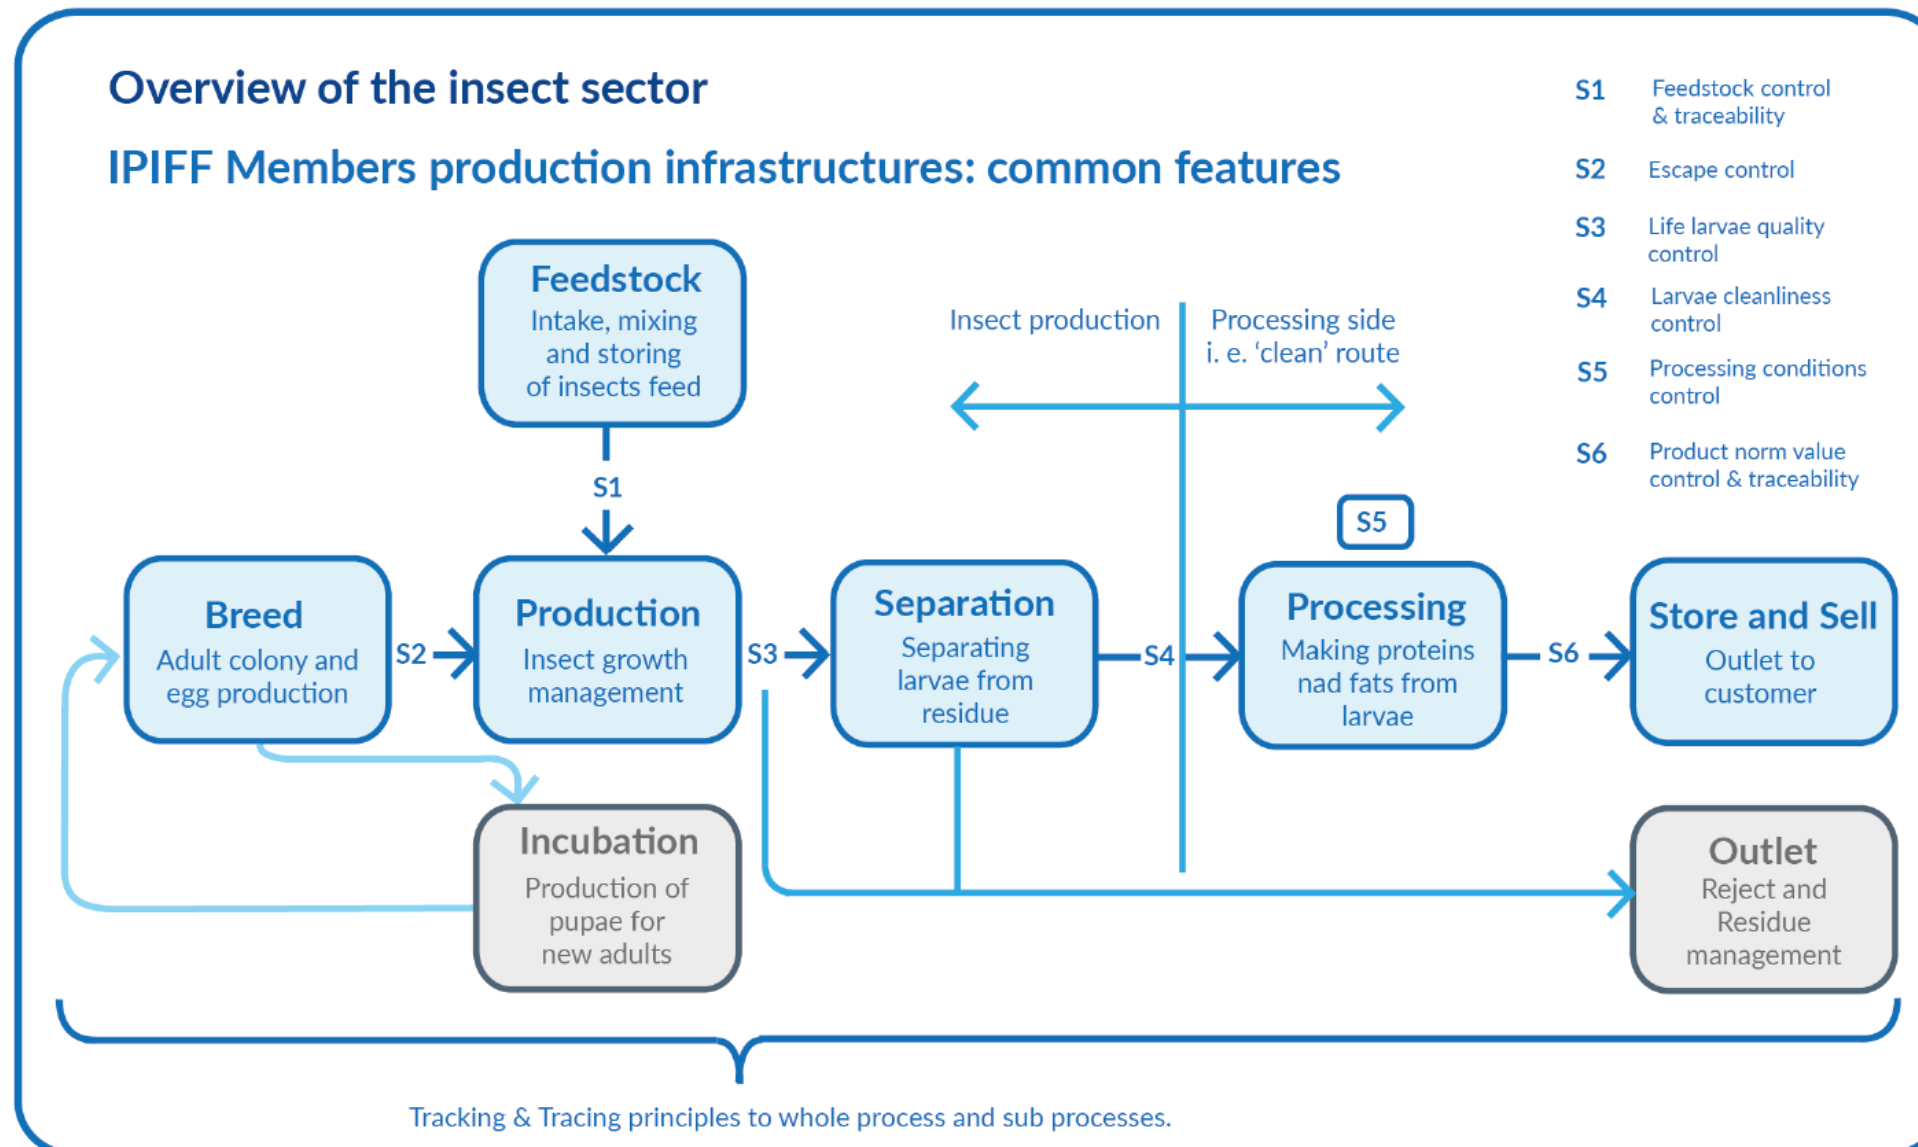 Overview of the insect sector
IPIFF Members production infrastructures: common features
S1 Feedstock control
& traceability
S2 Escape control
S3 Life larvae quality
control
S4 Larvae cleanliness
control
S5 Processing conditions
control
S6 Product norm value
control & traceability
Feedstock
Intake, mixing
and storing
of insects feed
Insect production
Processing side
i. e. ‘clean’ route
S1
S5
Breed
Adult colony and
egg production
S2
Production
Insect growth
management
S3
Separation
Separating
larvae from
residue
S4
Processing
Making proteins
nad fats from
larvae
S6
Store and Sell
Outlet to
customer
Incubation
Production of
pupae for
new adults
Outlet
Reject and
Residue
management
Tracking & Tracing principles to whole process and sub processes.